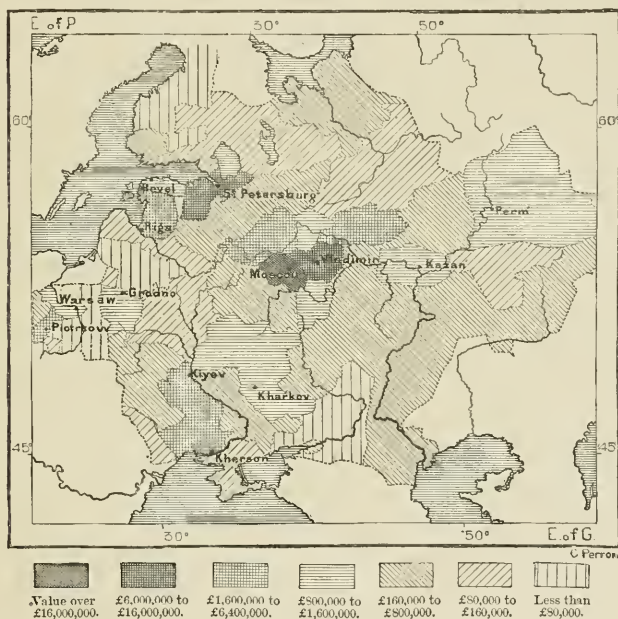 E. of P. 30° 50°
60° 60°
Revel
St Petersburg
Riga
Perm
Vladimir
Moscou Kazan
Grodno
Warsaw
Piotrkov
Kiyev
Kharkov
45° 45°
Kherson
30° 50° E. of G.
C Perron
Value over £6,000,000 to £1,600,000 to £800,000 to £160,000 to £80,000 to Less than
£16,000,000. £16,000,000. £6,400,000. £1,600,000. £800,000. £160,000. £80,000.